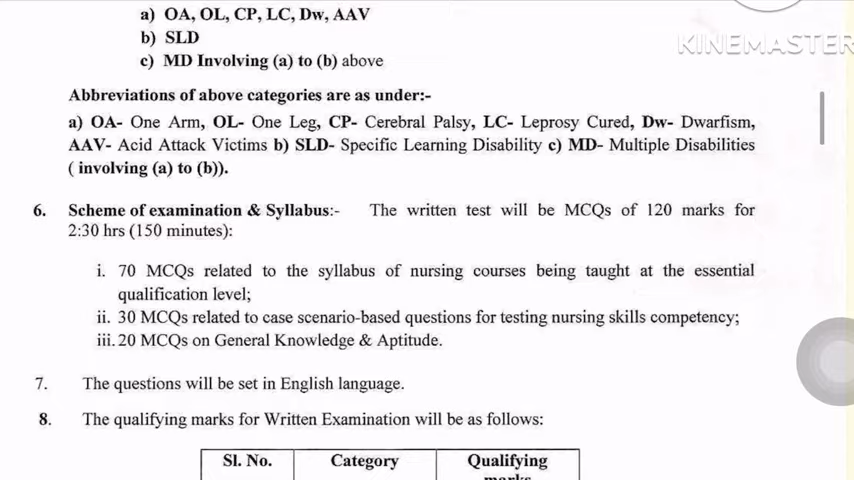 a) OA, OL, CP, LC, Dw, AAV
b) SLD
c) MD Involving (a) to (b) above
KINEMASTER
Abbreviations of above categories are as under:-
a) OA- One Arm, OL- One Leg, CP- Cerebral Palsy, LC- Leprosy Cured, Dw- Dwarfism,
AAV- Acid Attack Victims b) SLD- Specific Learning Disability c) MD- Multiple Disabilities
( involving (a) to (b)).
6. Scheme of examination & Syllabus:- The written test will be MCQs of 120 marks for
2:30 hrs (150 minutes):
i. 70 MCQs related to the syllabus of nursing courses being taught at the essential
qualification level;
ii. 30 MCQs related to case scenario-based questions for testing nursing skills competency;
iii. 20 MCQs on General Knowledge & Aptitude.
7. The questions will be set in English language.
8. The qualifying marks for Written Examination will be as follows:
Sl. No. Category Qualifying
marks